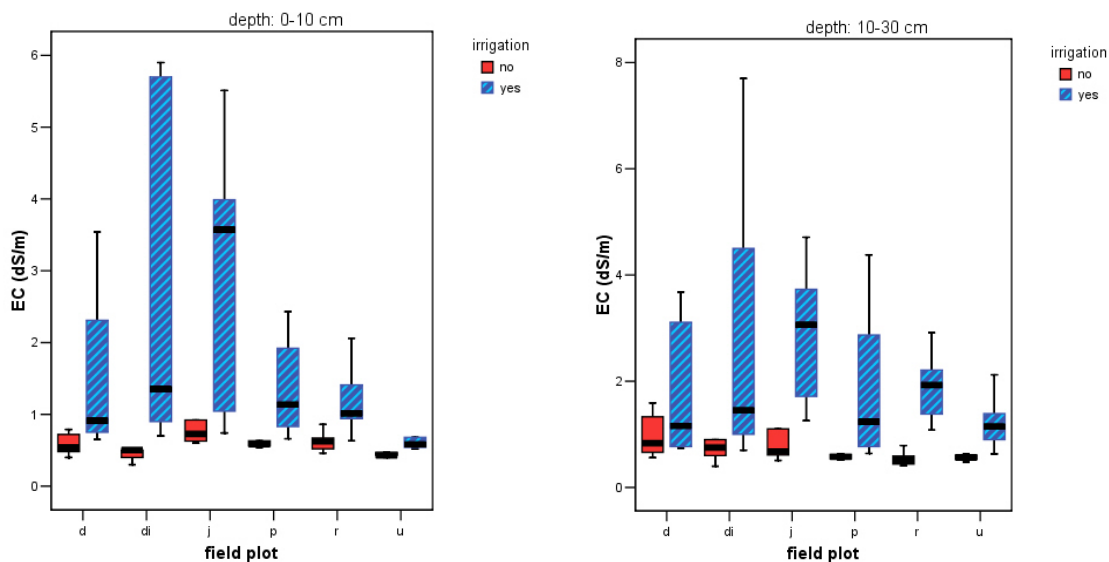 depth: 0-10 cm
irrigation
no
yes
EC (dS/m)
6
5
4
3
2
1
0
d di j p r u
field plot
depth: 10-30 cm
irrigation
no
yes
EC (dS/m)
8
6
4
2
0
d di j p r u
field plot